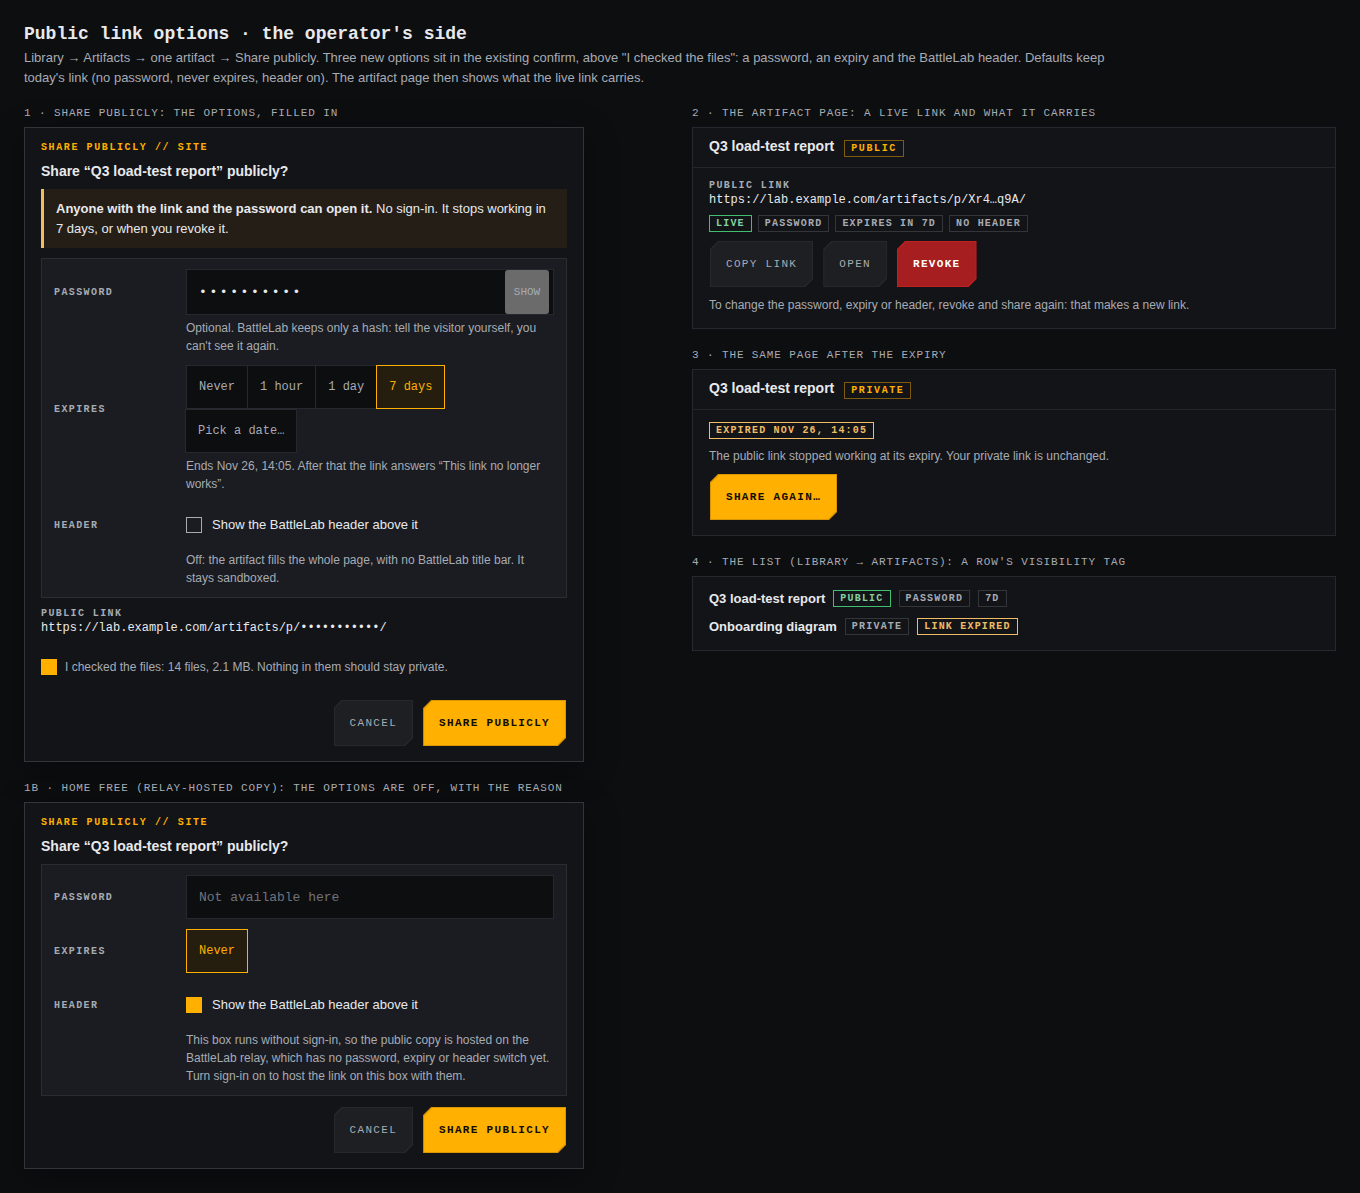 Public link options · the operator's side
Library → Artifacts → one artifact → Share publicly. Three new options sit in the existing confirm, above "I checked the files": a password, an expiry and the BattleLab header. Defaults keep
today's link (no password, never expires, header on). The artifact page then shows what the live link carries.
1 · SHARE PUBLICLY: THE OPTIONS, FILLED IN
SHARE PUBLICLY // SITE
Share “Q3 load-test report” publicly?
Anyone with the link and the password can open it. No sign-in. It stops working in
7 days, or when you revoke it.
PASSWORD
•••••••••• SHOW
Optional. BattleLab keeps only a hash: tell the visitor yourself, you
can't see it again.
EXPIRES
Never 1 hour 1 day 7 days
Pick a date…
Ends Nov 26, 14:05. After that the link answers “This link no longer
works”.
HEADER
Show the BattleLab header above it
Off: the artifact fills the whole page, with no BattleLab title bar. It
stays sandboxed.
PUBLIC LINK
https://lab.example.com/artifacts/p/•••••••••••/
I checked the files: 14 files, 2.1 MB. Nothing in them should stay private.
CANCEL SHARE PUBLICLY
1B · HOME FREE (RELAY-HOSTED COPY): THE OPTIONS ARE OFF, WITH THE REASON
SHARE PUBLICLY // SITE
Share “Q3 load-test report” publicly?
PASSWORD
Not available here
EXPIRES
Never
HEADER
Show the BattleLab header above it
This box runs without sign-in, so the public copy is hosted on the
BattleLab relay, which has no password, expiry or header switch yet.
Turn sign-in on to host the link on this box with them.
CANCEL SHARE PUBLICLY
2 · THE ARTIFACT PAGE: A LIVE LINK AND WHAT IT CARRIES
Q3 load-test report PUBLIC
PUBLIC LINK
https://lab.example.com/artifacts/p/Xr4…q9A/
LIVE PASSWORD EXPIRES IN 7D NO HEADER
COPY LINK OPEN REVOKE
To change the password, expiry or header, revoke and share again: that makes a new link.
3 · THE SAME PAGE AFTER THE EXPIRY
Q3 load-test report PRIVATE
EXPIRED NOV 26, 14:05
The public link stopped working at its expiry. Your private link is unchanged.
SHARE AGAIN…
4 · THE LIST (LIBRARY → ARTIFACTS): A ROW'S VISIBILITY TAG
Q3 load-test report PUBLIC PASSWORD 7D
Onboarding diagram PRIVATE LINK EXPIRED